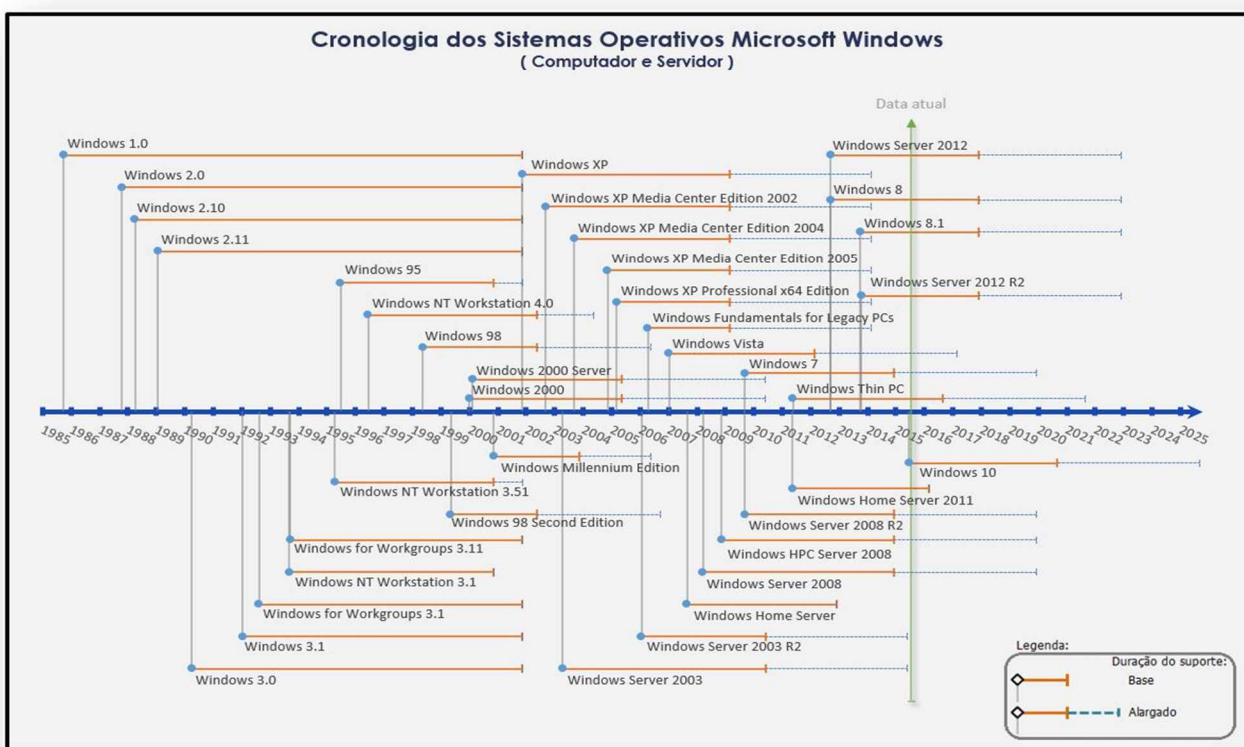 Cronologia dos Sistemas Operativos Microsoft Windows
( Computador e Servidor )
Data atual
Windows 1.0
Windows Server 2012
Windows XP
Windows 2.0
Windows 8
Windows XP Media Center Edition 2002
Windows 2.10
Windows 8.1
Windows XP Media Center Edition 2004
Windows 2.11
Windows XP Media Center Edition 2005
Windows 95
Windows Server 2012 R2
Windows XP Professional x64 Edition
Windows NT Workstation 4.0
Windows Fundamentals for Legacy PCs
Windows 98
Windows Vista
Windows 7
Windows 2000 Server
Windows Thin PC
Windows 2000
1985 1986 1987 1988 1989 1990 1991 1992 1993 1994 1995 1996 1997 1998 1999 2000 2001 2002 2003 2004 2005 2006 2007 2008 2009 2010 2011 2012 2013 2014 2015 2016 2017 2018 2019 2020 2021 2022 2023 2024 2025
Windows Millennium Edition
Windows 10
Windows NT Workstation 3.51
Windows Home Server 2011
Windows 98 Second Edition
Windows Server 2008 R2
Windows for Workgroups 3.11
Windows HPC Server 2008
Windows NT Workstation 3.1
Windows Server 2008
Windows for Workgroups 3.1
Windows Home Server
Windows 3.1
Windows Server 2003 R2
Windows 3.0
Windows Server 2003
Legenda:
Duração do suporte:
Base
Alargado